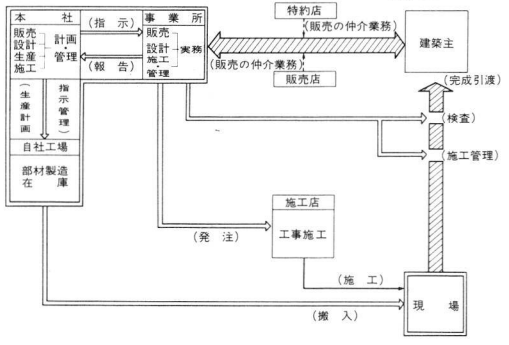 本社
販売
設計
生産
施工
計画・管理
(指示)
(報告)
事業所
販売
設計
施工・管理
実務
特約店
(販売の仲介業務)
(販売の仲介業務)
販売店
建築主
(完成引渡)
(検査)
(施工管理)
(生産計画)
指示管理)
自社工場
部材製造
在庫
施工店
工事施工
(発注)
(施工)
現場
(搬入)